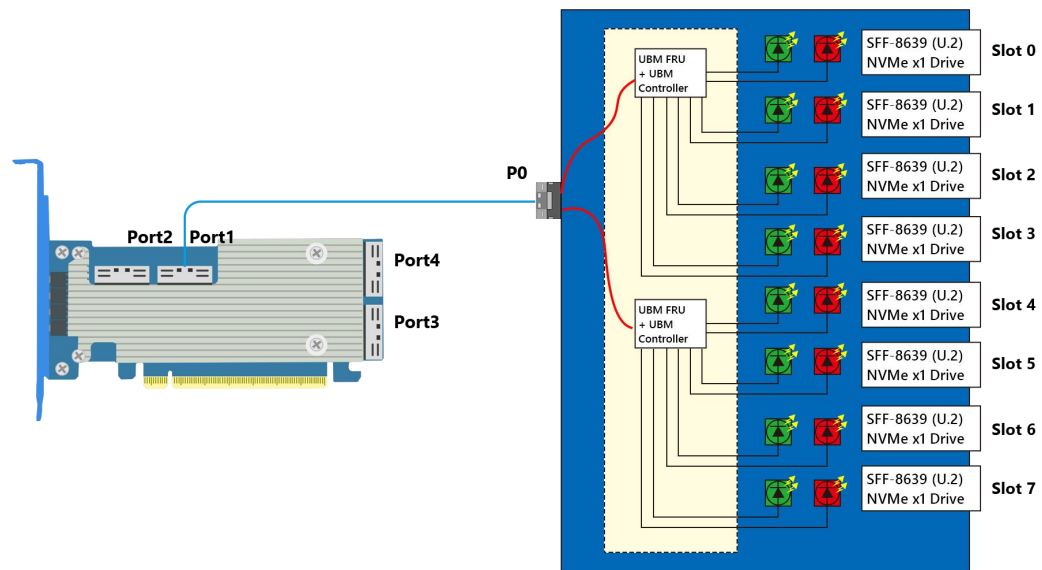 Port2
Port1
Port4
Port3
P0
UBM FRU
+ UBM
Controller
UBM FRU
+ UBM
Controller
SFF-8639 (U.2)
NVMe x1 Drive
Slot 0
SFF-8639 (U.2)
NVMe x1 Drive
Slot 1
SFF-8639 (U.2)
NVMe x1 Drive
Slot 2
SFF-8639 (U.2)
NVMe x1 Drive
Slot 3
SFF-8639 (U.2)
NVMe x1 Drive
Slot 4
SFF-8639 (U.2)
NVMe x1 Drive
Slot 5
SFF-8639 (U.2)
NVMe x1 Drive
Slot 6
SFF-8639 (U.2)
NVMe x1 Drive
Slot 7